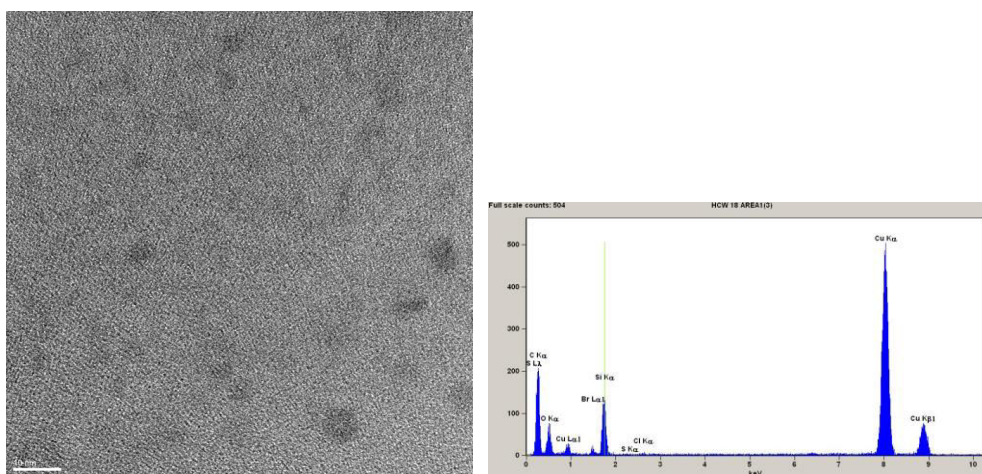 10 nm
Full scale counts: 504
HCW 18 AREA1(3)
500
400
300
200
100
0
C Kα
S Lλ
O Kα
Cu Lα1
Br Lα1
Si Kα
S Kα
Cl Kα
Cu Kα
Cu Kβ1
0 1 2 3 4 5 6 7 8 9 10
keV